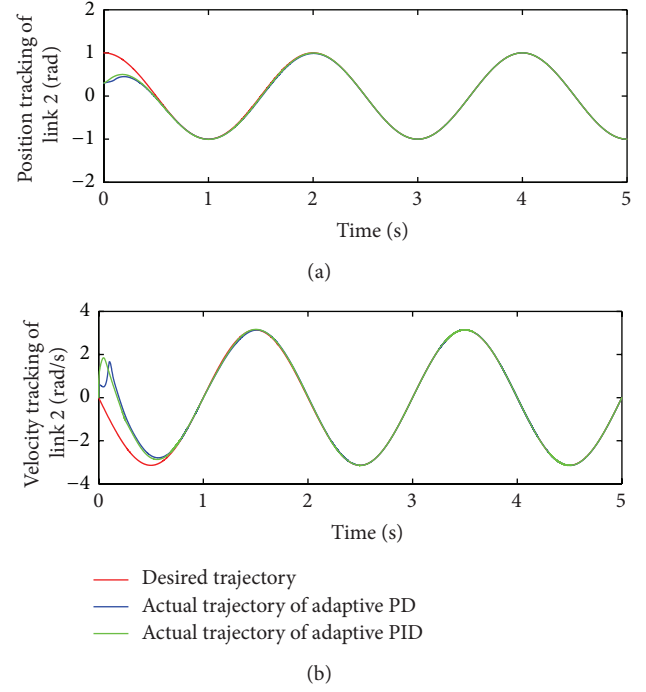 Position tracking of
link 2 (rad)
2
1
0
−1
−2
0 1 2 3 4 5
Time (s)
(a)
Velocity tracking of
link 2 (rad/s)
4
2
0
−2
−4
0 1 2 3 4 5
Time (s)
Desired trajectory
Actual trajectory of adaptive PD
Actual trajectory of adaptive PID
(b)